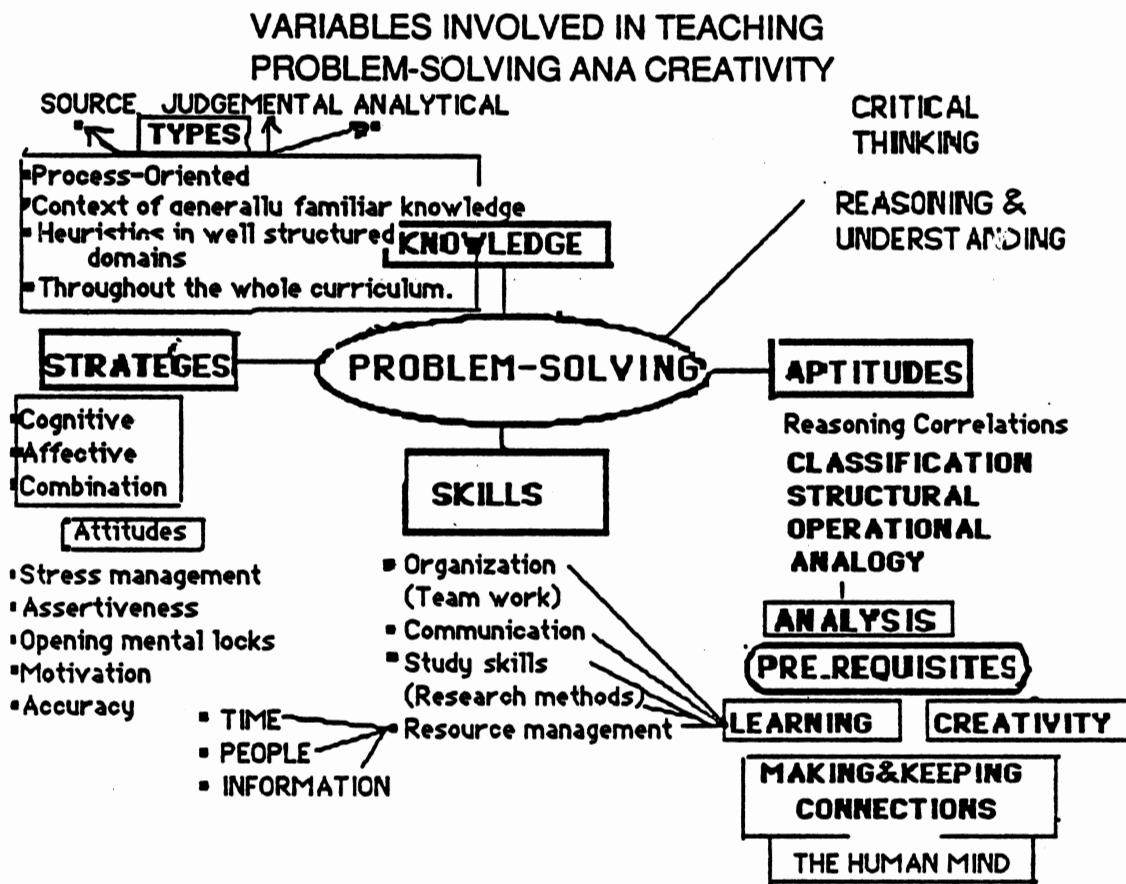 VARIABLES INVOLVED IN TEACHING
PROBLEM-SOLVING ANA CREATIVITY
SOURCE JUDGEMENTAL ANALYTICAL
TYPES
Process-Oriented
Context of generally familiar knowledge
Heuristics in well structured
domains
Throughout the whole curriculum.
KNOWLEDGE
CRITICAL
THINKING
REASONING &
UNDERSTANDING
STRATEGES
PROBLEM-SOLVING
APTITUDES
Cognitive
Affective
Combination
Attitudes
Stress management
Assertiveness
Opening mental locks
Motivation
Accuracy
SKILLS
Organization
(Team work)
Communication
Study skills
(Research methods)
Resource management
TIME
PEOPLE
INFORMATION
Reasoning Correlations
CLASSIFICATION
STRUCTURAL
OPERATIONAL
ANALOGY
ANALYSIS
PRE-REQUISITES
LEARNING
CREATIVITY
MAKING&KEEPING
CONNECTIONS
THE HUMAN MIND